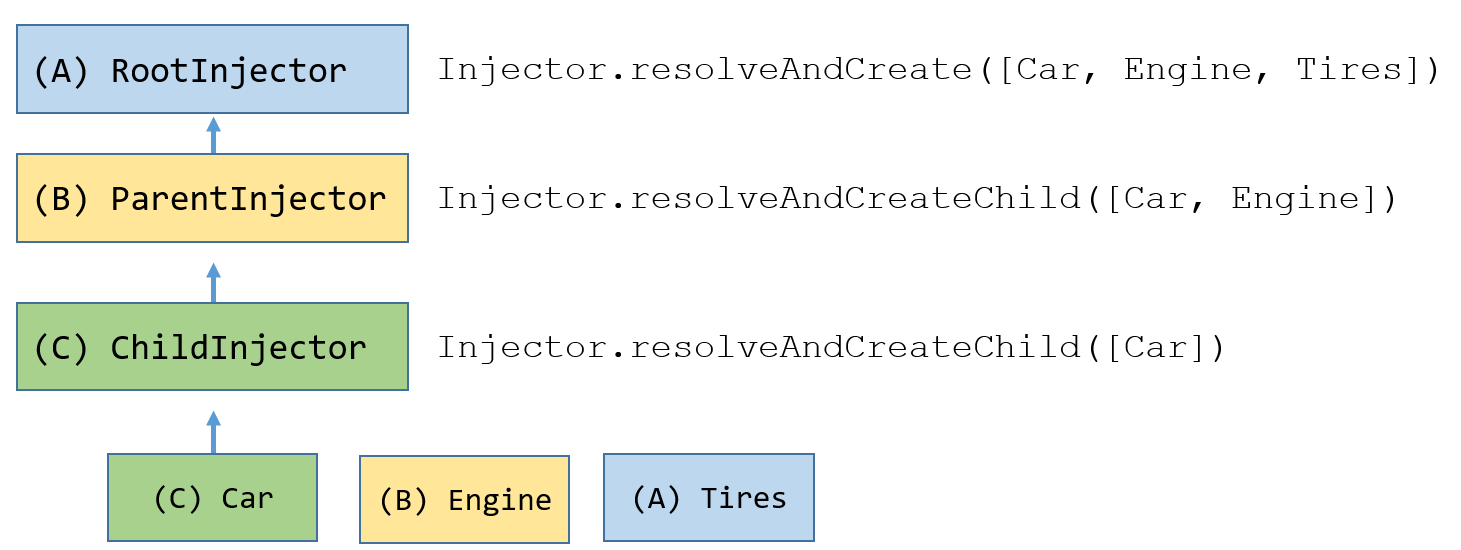 (A) RootInjector Injector.resolveAndCreate([Car, Engine, Tires])
(B) ParentInjector Injector.resolveAndCreateChild([Car, Engine])
(C) ChildInjector Injector.resolveAndCreateChild([Car])
(C) Car (B) Engine (A) Tires